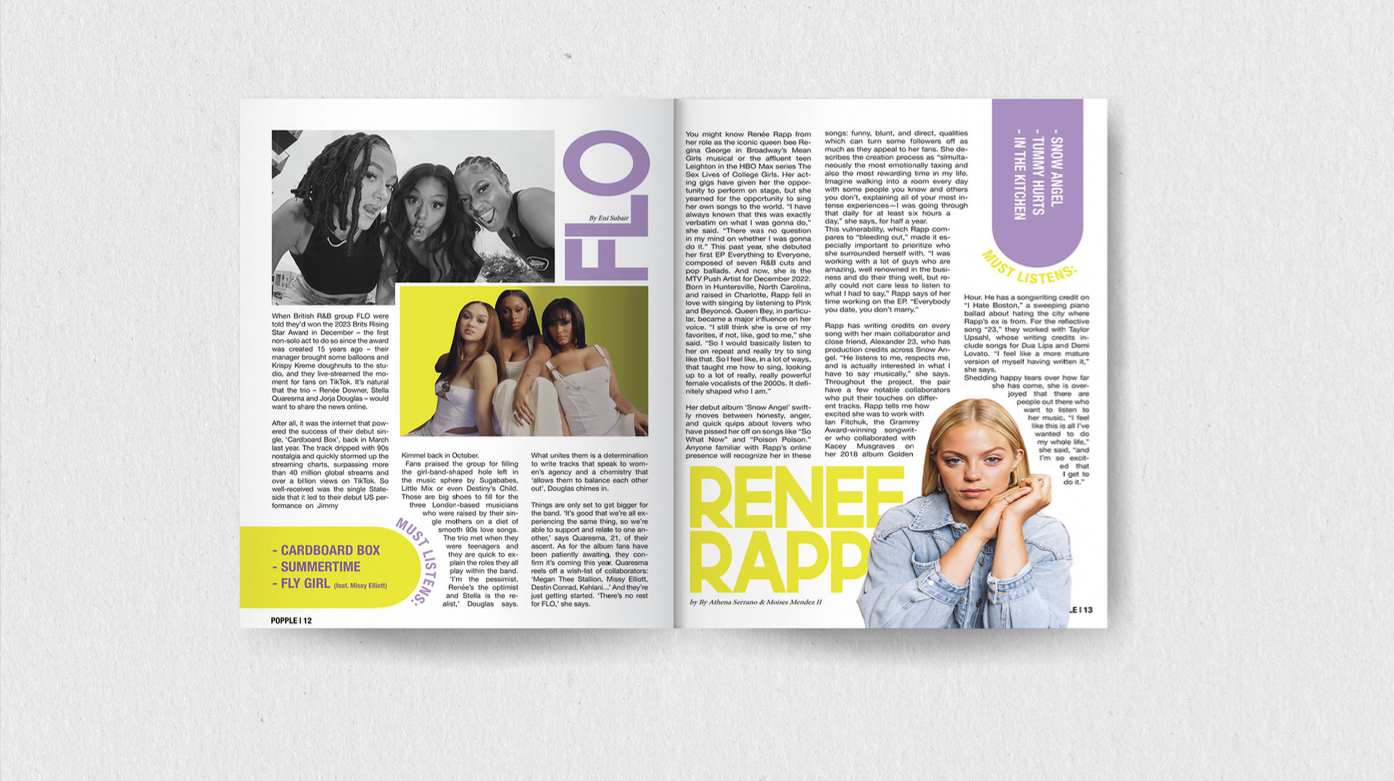 FLO
By Eni Subair
When British R&B group FLO were
told they'd won the 2023 Brits Rising
Star Award in December – the first
non-solo act to do so since the award
was created 15 years ago – their
manager brought some balloons and
Krispy Kreme doughnuts to the stu-
dio, and they live-streamed the mo-
ment for fans on TikTok. It's natural
that the trio – Renée Downer, Stella
Quaresma and Jorja Douglas – would
want to share the news online.
After all, it was the internet that pow-
ered the success of their debut sin-
gle, 'Cardboard Box', back in March
last year. The track dripped with 90s
nostalgia and quickly stormed up the
streaming charts, surpassing more
than 40 million global streams and
over a billion views on TikTok. So
well-received was the single State-
side that it led to their debut US per-
formance on Jimmy
Kimmel back in October.
Fans praised the group for filling
the girl-band-shaped hole left in
the music sphere by Sugababes,
Little Mix or even Destiny's Child.
Those are big shoes to fill for the
three London-based musicians
who were raised by their sin-
gle mothers on a diet of
smooth 90s love songs.
The trio met when they
were teenagers and
they are quick to ex-
plain the roles they all
play within the band.
'I'm the pessimist,
Renée's the optimist
and Stella is the re-
alist,' Douglas says.
What unites them is a determination
to write tracks that speak to wom-
en's agency and a chemistry that
'allows them to balance each other
out', Douglas chimes in.
Things are only set to get bigger for
the band. 'It's good that we're all ex-
periencing the same thing, so we're
able to support and relate to one an-
other,' says Quaresma, 21, of their
ascent. As for the album fans have
been patiently awaiting, they con-
firm it's coming this year. Quaresma
reels off a wish-list of collaborators:
'Megan Thee Stallion, Missy Elliott,
Destin Conrad, Kehlani...' And they're
just getting started. 'There's no rest
for FLO,' she says.
MUST LISTENS:
- CARDBOARD BOX
- SUMMERTIME
- FLY GIRL (feat. Missy Elliott)
POPPLE | 12
You might know Renée Rapp from
her role as the iconic queen bee Re-
gina George in Broadway's Mean
Girls musical or the affluent teen
Leighton in the HBO Max series The
Sex Lives of College Girls. Her act-
ing gigs have given her the oppor-
tunity to perform on stage, but she
yearned for the opportunity to sing
her own songs to the world. "I have
always known that this was exactly
verbatim on what I was gonna do,"
she said. "There was no question
in my mind on whether I was gonna
do it." This past year, she debuted
her first EP Everything to Everyone,
composed of seven R&B cuts and
pop ballads. And now, she is the
MTV Push Artist for December 2022.
Born in Huntersville, North Carolina,
and raised in Charlotte, Rapp fell in
love with singing by listening to P!nk
and Beyoncé. Queen Bey, in particu-
lar, became a major influence on her
voice. "I still think she is one of my
favorites, if not, like, god to me," she
said. "So I would basically listen to
her on repeat and really try to sing
like that. So I feel like, in a lot of ways,
that taught me how to sing, looking
up to a lot of really, really powerful
female vocalists of the 2000s. It defi-
nitely shaped who I am."
Her debut album 'Snow Angel' swift-
ly moves between honesty, anger,
and quick quips about lovers who
have pissed her off on songs like "So
What Now" and "Poison Poison."
Anyone familiar with Rapp's online
presence will recognize her in these
songs: funny, blunt, and direct, qualities
which can turn some followers off as
much as they appeal to her fans. She de-
scribes the creation process as "simulta-
neously the most emotionally taxing and
also the most rewarding time in my life.
Imagine walking into a room every day
with some people you know and others
you don't, explaining all of your most in-
tense experiences—I was going through
that daily for at least six hours a
day," she says, for half a year.
This vulnerability, which Rapp com-
pares to "bleeding out," made it es-
pecially important to prioritize who
she surrounded herself with. "I was
working with a lot of guys who are
amazing, well renowned in the busi-
ness and do their thing well, but re-
ally could not care less to listen to
what I had to say," Rapp says of her
time working on the EP. "Everybody
you date, you don't marry."
Rapp has writing credits on every
song with her main collaborator and
close friend, Alexander 23, who has
production credits across Snow An-
gel. "He listens to me, respects me,
and is actually interested in what I
have to say musically," she says.
Throughout the project, the pair
have a few notable collaborators
who put their touches on differ-
ent tracks. Rapp tells me how
excited she was to work with
Ian Fitchuk, the Grammy
Award-winning songwrit-
er who collaborated with
Kacey Musgraves on
her 2018 album Golden
- SNOW ANGEL
- TUMMY HURTS
- IN THE KITCHEN
MUST LISTENS:
Hour. He has a songwriting credit on
"I Hate Boston," a sweeping piano
ballad about hating the city where
Rapp's ex is from. For the reflective
song "23," they worked with Taylor
Upsahl, whose writing credits in-
clude songs for Dua Lipa and Demi
Lovato. "I feel like a more mature
version of myself having written it,"
she says.
Shedding happy tears over how far
she has come, she is over-
joyed that there are
people out there who
want to listen to
her music, "I feel
like this is all I've
wanted to do
my whole life,"
she said, "and
I'm so excit-
ed that
I get to
do it."
RENEE
RAPP
by By Athena Serrano & Moises Mendez II
LE | 13